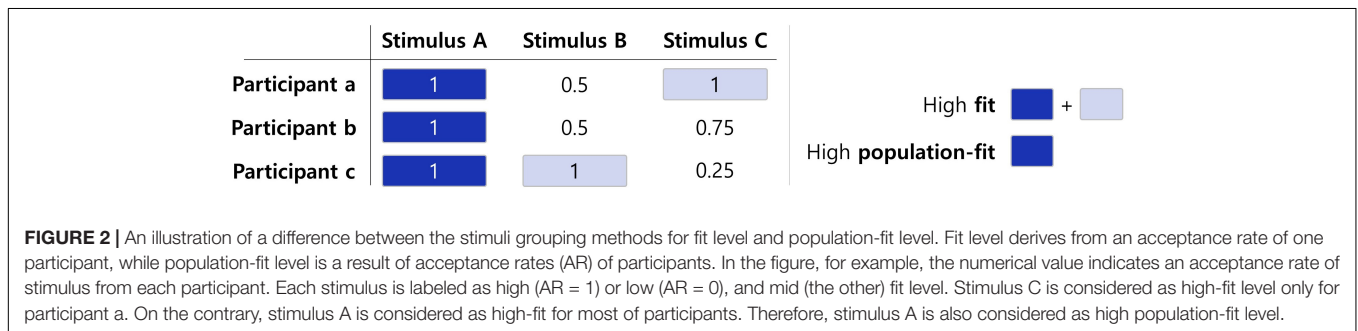 Stimulus A Stimulus B Stimulus C
Participant a 1 0.5 1
Participant b 1 0.5 0.75
Participant c 1 1 0.25
High fit +
High population-fit
FIGURE 2 | An illustration of a difference between the stimuli grouping methods for fit level and population-fit level. Fit level derives from an acceptance rate of one
participant, while population-fit level is a result of acceptance rates (AR) of participants. In the figure, for example, the numerical value indicates an acceptance rate of
stimulus from each participant. Each stimulus is labeled as high (AR = 1) or low (AR = 0), and mid (the other) fit level. Stimulus C is considered as high-fit level only for
participant a. On the contrary, stimulus A is considered as high-fit for most of participants. Therefore, stimulus A is also considered as high population-fit level.